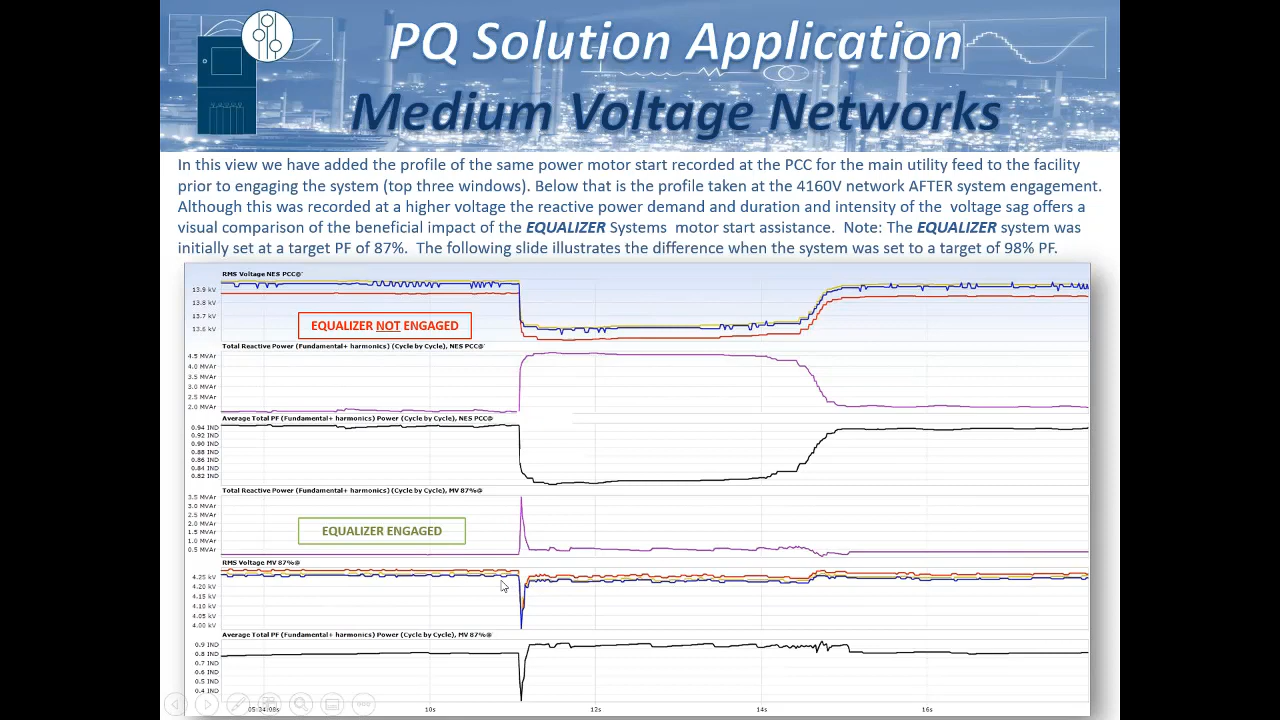 PQ Solution Application
Medium Voltage Networks
In this view we have added the profile of the same power motor start recorded at the PCC for the main utility feed to the facility
prior to engaging the system (top three windows). Below that is the profile taken at the 4160V network AFTER system engagement.
Although this was recorded at a higher voltage the reactive power demand and duration and intensity of the voltage sag offers a
visual comparison of the beneficial impact of the EQUALIZER Systems motor start assistance. Note: The EQUALIZER system was
initially set at a target PF of 87%. The following slide illustrates the difference when the system was set to a target of 98% PF.
RMS Voltage NES PCC@'
13.9 kV
13.8 kV
13.7 kV
13.6 kV
EQUALIZER NOT ENGAGED
Total Reactive Power (Fundamental+ harmonics) (Cycle by Cycle), NES PCC@'
4.5 MVAr
4.0 MVAr
3.5 MVAr
3.0 MVAr
2.5 MVAr
2.0 MVAr
Average Total PF (Fundamental+ harmonics) Power (Cycle by Cycle), NES PCC@
0.94 IND
0.92 IND
0.90 IND
0.88 IND
0.86 IND
0.84 IND
0.82 IND
Total Reactive Power (Fundamental+ harmonics) (Cycle by Cycle), MV 87%@
3.5 MVAr
3.0 MVAr
2.5 MVAr
2.0 MVAr
1.5 MVAr
1.0 MVAr
0.5 MVAr
EQUALIZER ENGAGED
RMS Voltage MV 87%@
4.25 kV
4.20 kV
4.15 kV
4.10 kV
4.05 kV
4.00 kV
Average Total PF (Fundamental+ harmonics) Power (Cycle by Cycle), MV 87%@
0.9 IND
0.8 IND
0.7 IND
0.6 IND
0.5 IND
0.4 IND
10s
12s
14s
16s